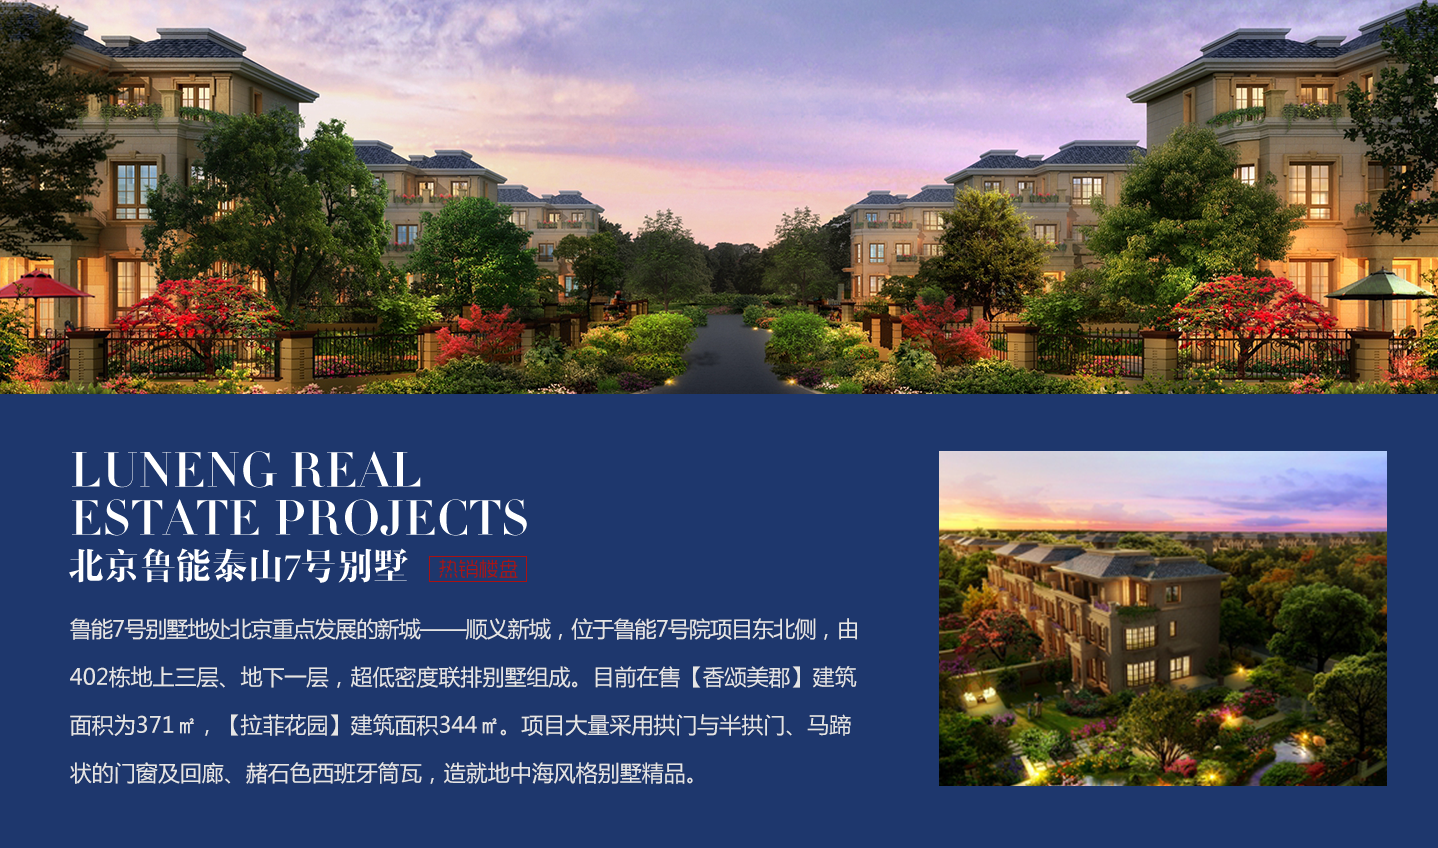 LUNENG REAL
ESTATE PROJECTS
北京鲁能泰山7号别墅 热销楼盘
鲁能7号别墅地处北京重点发展的新城——顺义新城，位于鲁能7号院项目东北侧，由
402栋地上三层、地下一层，超低密度联排别墅组成。目前在售【香颂美郡】建筑
面积为371㎡，【拉菲花园】建筑面积344㎡。项目大量采用拱门与半拱门、马蹄
状的门窗及回廊、赭石色西班牙筒瓦，造就地中海风格别墅精品。